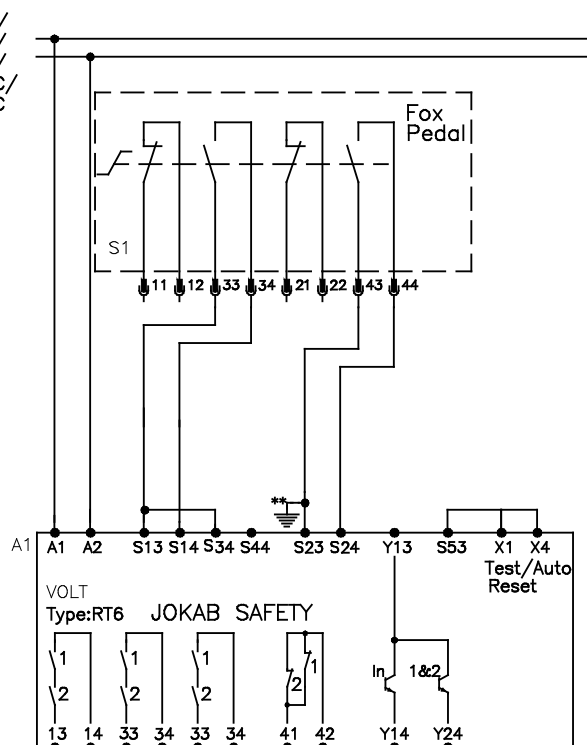 /
/
/
C/
C
Fox
Pedal
S1
11 12 33 34 21 22 43 44
**
A1 A1 A2 S13 S14 S34 S44 S23 S24 Y13 S53 X1 X4
Test/Auto
Reset
VOLT
Type:RT6 JOKAB SAFETY
1 1 1 2 1 In 1&2
2 2 2
13 14 33 34 33 34 41 42 Y14 Y24